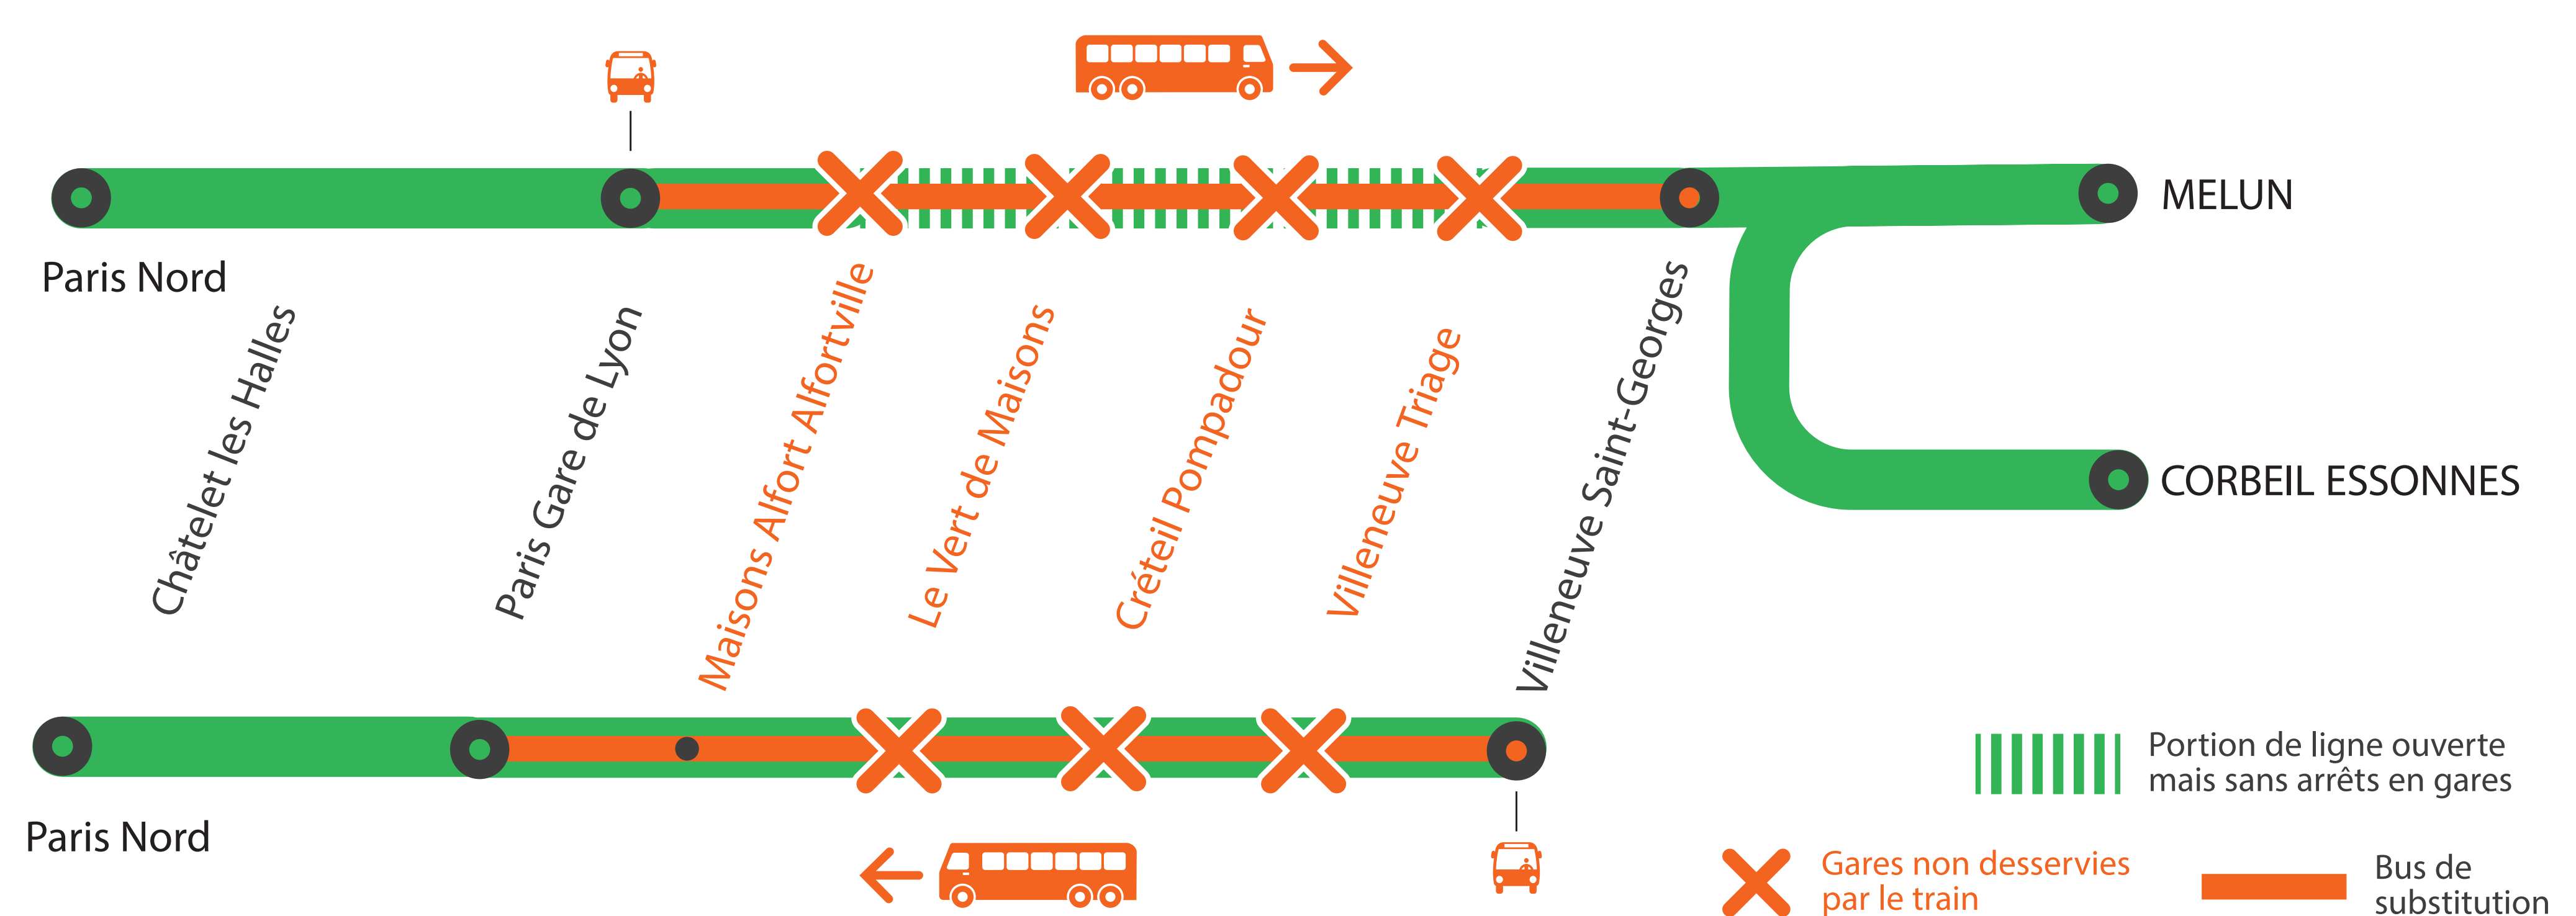 MELUN
Paris Nord
Châtelet les Halles
Paris Gare de Lyon
Maisons Alfort Alfortville
Le Vert de Maisons
Créteil Pompadour
Villeneuve Triage
Villeneuve Saint-Georges
CORBEIL ESSONNES
Paris Nord
Portion de ligne ouverte
mais sans arrêts en gares
Gares non desservies
par le train
Bus de
substitution